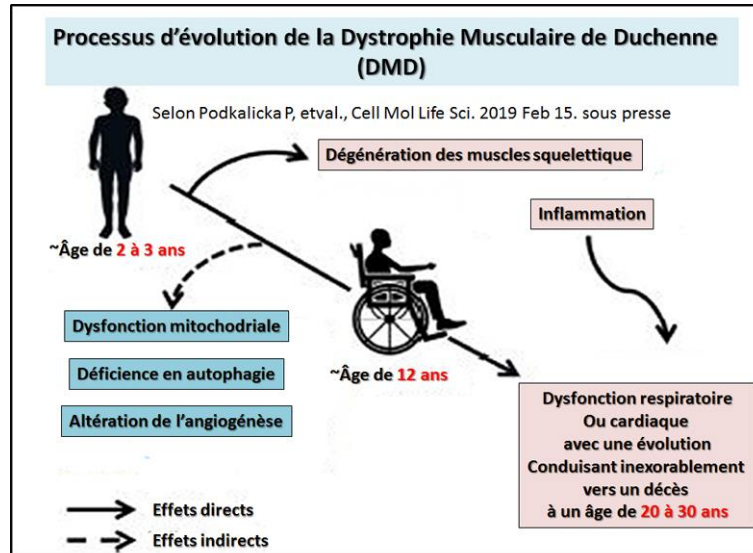 Processus d'évolution de la Dystrophie Musculaire de Duchenne
(DMD)
Selon Podkalicka P, etval., Cell Mol Life Sci. 2019 Feb 15. sous presse
Dégénération des muscles squelettique
Inflammation
~Âge de 2 à 3 ans
Dysfonction mitochodriale
Déficience en autophagie
Altération de l'angiogénèse
~Âge de 12 ans
Dysfonction respiratoire
Ou cardiaque
avec une évolution
Conduisant inexorablement
vers un décès
à un âge de 20 à 30 ans
Effets directs
Effets indirects